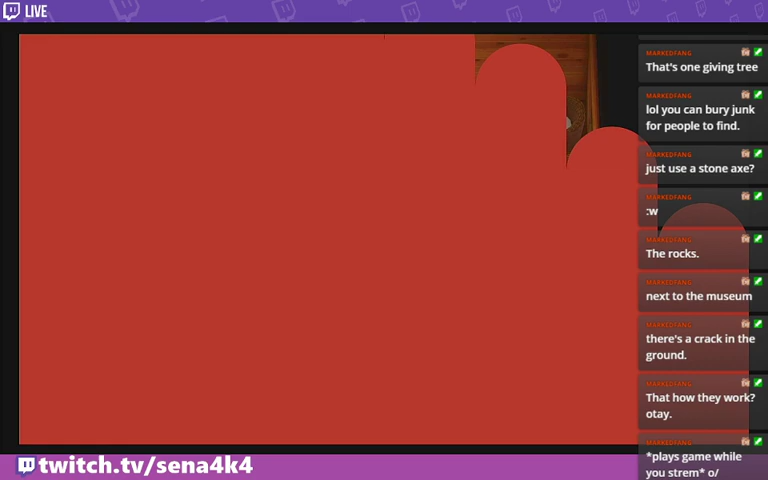 LIVE
MARKEDFANG
That's one giving tree
MARKEDFANG
lol you can bury junk
for people to find.
MARKEDFANG
just use a stone axe?
MARKEDFANG
:w
MARKEDFANG
The rocks.
MARKEDFANG
next to the museum
MARKEDFANG
there's a crack in the
ground.
MARKEDFANG
That how they work?
otay.
MARKEDFANG
*plays game while
you strem* o/
twitch.tv/sena4k4